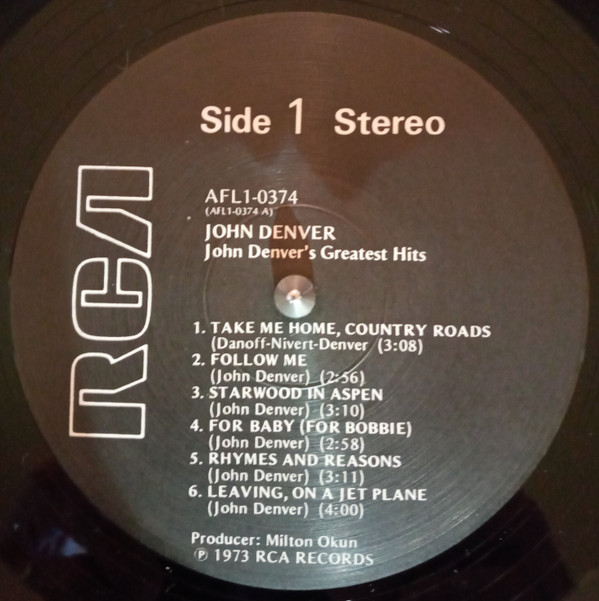 Side 1 Stereo
RCA
AFL1-0374
(AFL1-0374 A)
JOHN DENVER
John Denver's Greatest Hits
1. TAKE ME HOME, COUNTRY ROADS
(Danoff-Nivert-Denver (3:08)
2. FOLLOW ME
(John Denver) (2:56)
3. STARWOOD IN ASPEN
(John Denver) (3:10)
4. FOR BABY (FOR BOBBIE)
(John Denver) (2:58)
5. RHYMES AND REASONS
(John Denver) (3:11)
6. LEAVING, ON A JET PLANE
(John Denver) (4:00)
Producer: Milton Okun
℗ 1973 RCA RECORDS